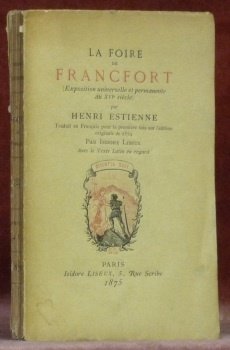 LA FOIRE
DE
FRANCFORT
(Exposition universelle et permanente
au XVIe siècle)
par
HENRI ESTIENNE
Traduit en Français pour la première fois sur l'édition
originale de 1574
PAR ISIDORE LISEUX
Avec le Texte Latin en regard
PARIS
Isidore LISEUX, 5, Rue Scribe
1875